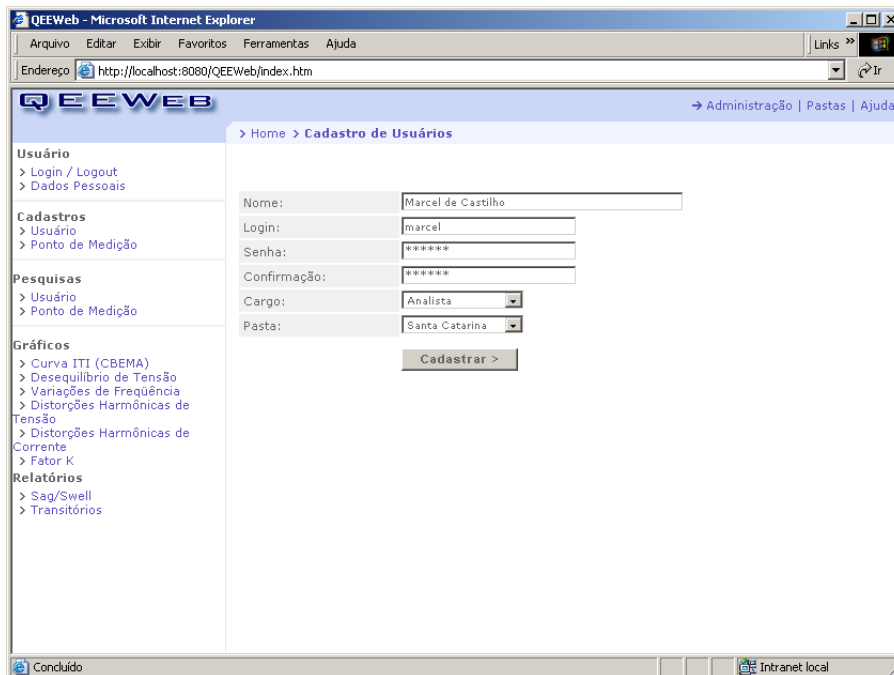 QEEWeb - Microsoft Internet Explorer
Arquivo Editar Exibir Favoritos Ferramentas Ajuda Links »
Endereço http://localhost:8080/QEEWeb/index.htm Ir
QEEWEB
→ Administração | Pastas | Ajuda
> Home > Cadastro de Usuários
Usuário
> Login / Logout
> Dados Pessoais
Cadastros
> Usuário
> Ponto de Medição
Pesquisas
> Usuário
> Ponto de Medição
Gráficos
> Curva ITI (CBEMA)
> Desequilíbrio de Tensão
> Variações de Freqüência
> Distorções Harmônicas de
Tensão
> Distorções Harmônicas de
Corrente
> Fator K
Relatórios
> Sag/Swell
> Transitórios
Nome: Marcel de Castilho
Login: marcel
Senha: ******
Confirmação: ******
Cargo: Analista
Pasta: Santa Catarina
Cadastrar >
Concluído Intranet local